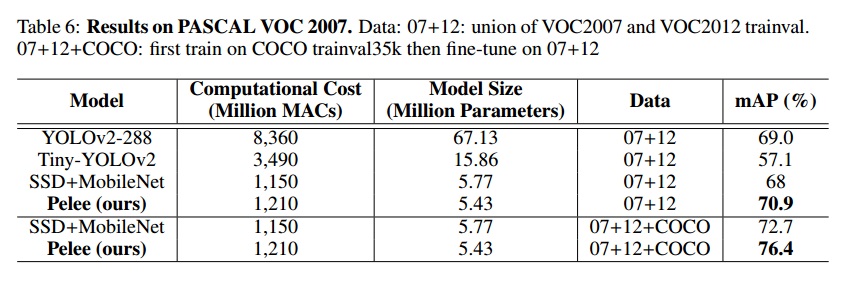 Table 6: Results on PASCAL VOC 2007. Data: 07+12: union of VOC2007 and VOC2012 trainval.
07+12+COCO: first train on COCO trainval35k then fine-tune on 07+12
Model Computational Cost (Million MACs) Model Size (Million Parameters) Data mAP (%)
YOLOv2-288 8,360 67.13 07+12 69.0
Tiny-YOLOv2 3,490 15.86 07+12 57.1
SSD+MobileNet 1,150 5.77 07+12 68
Pelee (ours) 1,210 5.43 07+12 70.9
SSD+MobileNet 1,150 5.77 07+12+COCO 72.7
Pelee (ours) 1,210 5.43 07+12+COCO 76.4